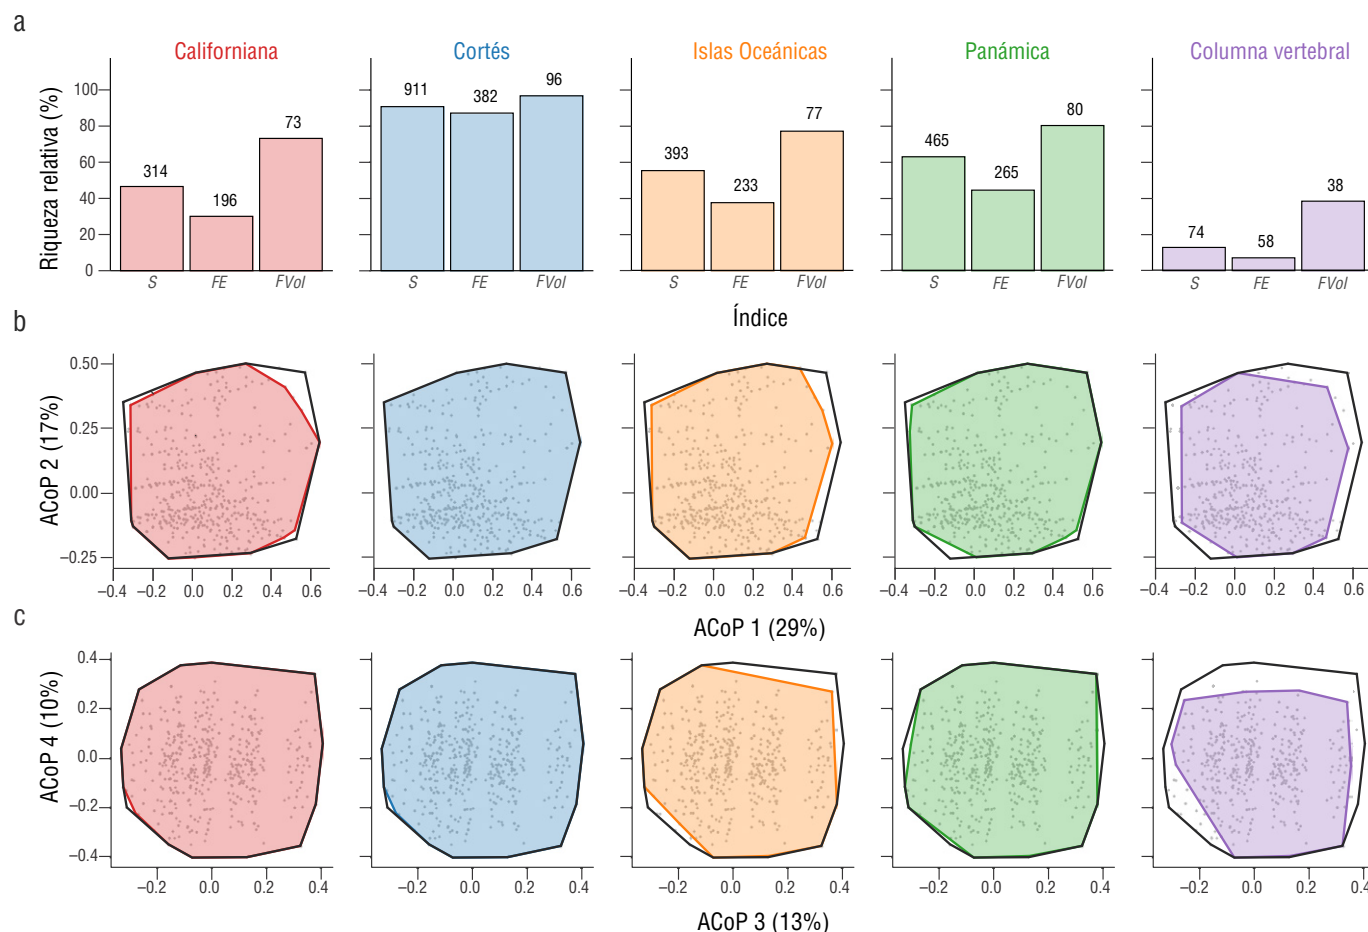 a
Californiana Cortés Islas Oceánicas Panámica Columna vertebral
Riqueza relativa (%)
100
80
60
40
20
0
314 196 73
911 382 96
393 233 77
465 265 80
74 58 38
S FE FVol S FE FVol S FE FVol S FE FVol S FE FVol
Índice
b
ACoP 2 (17%)
0.50
0.25
0.00
−0.25
−0.4 −0.2 0.0 0.2 0.4 0.6 −0.4 −0.2 0.0 0.2 0.4 0.6 −0.4 −0.2 0.0 0.2 0.4 0.6 −0.4 −0.2 0.0 0.2 0.4 0.6 −0.4 −0.2 0.0 0.2 0.4 0.6
ACoP 1 (29%)
c
ACoP 4 (10%)
0.4
0.2
0.0
−0.2
−0.4
−0.2 0.0 0.2 0.4 −0.2 0.0 0.2 0.4 −0.2 0.0 0.2 0.4 −0.2 0.0 0.2 0.4 −0.2 0.0 0.2 0.4
ACoP 3 (13%)